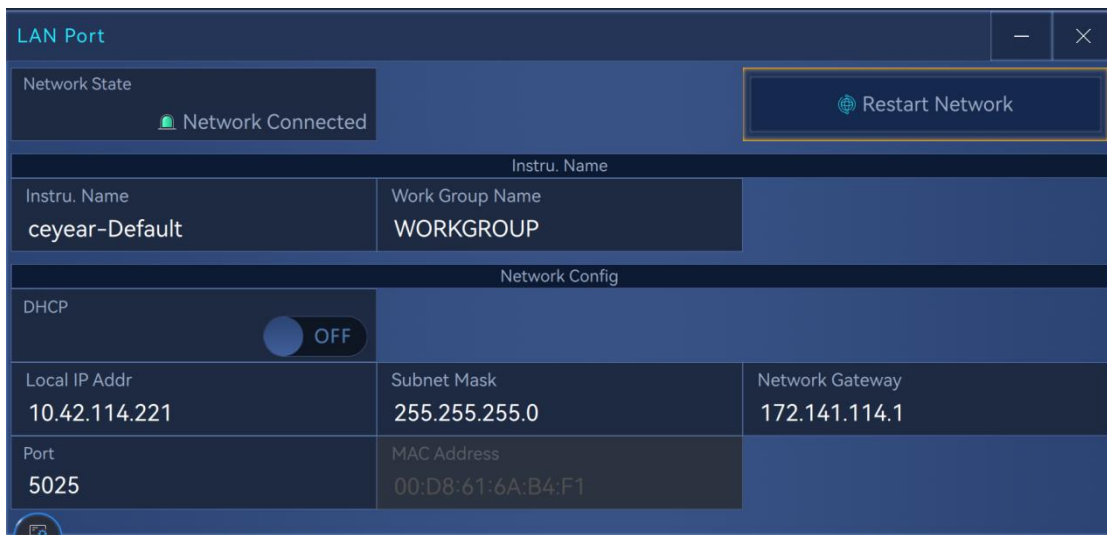 LAN Port
Network State
Network Connected
Restart Network
Instru. Name
Instru. Name
Work Group Name
ceyear-Default
WORKGROUP
Network Config
DHCP
OFF
Local IP Addr
Subnet Mask
Network Gateway
10.42.114.221
255.255.255.0
172.141.114.1
Port
MAC Address
5025
00:D8:61:6A:B4:F1